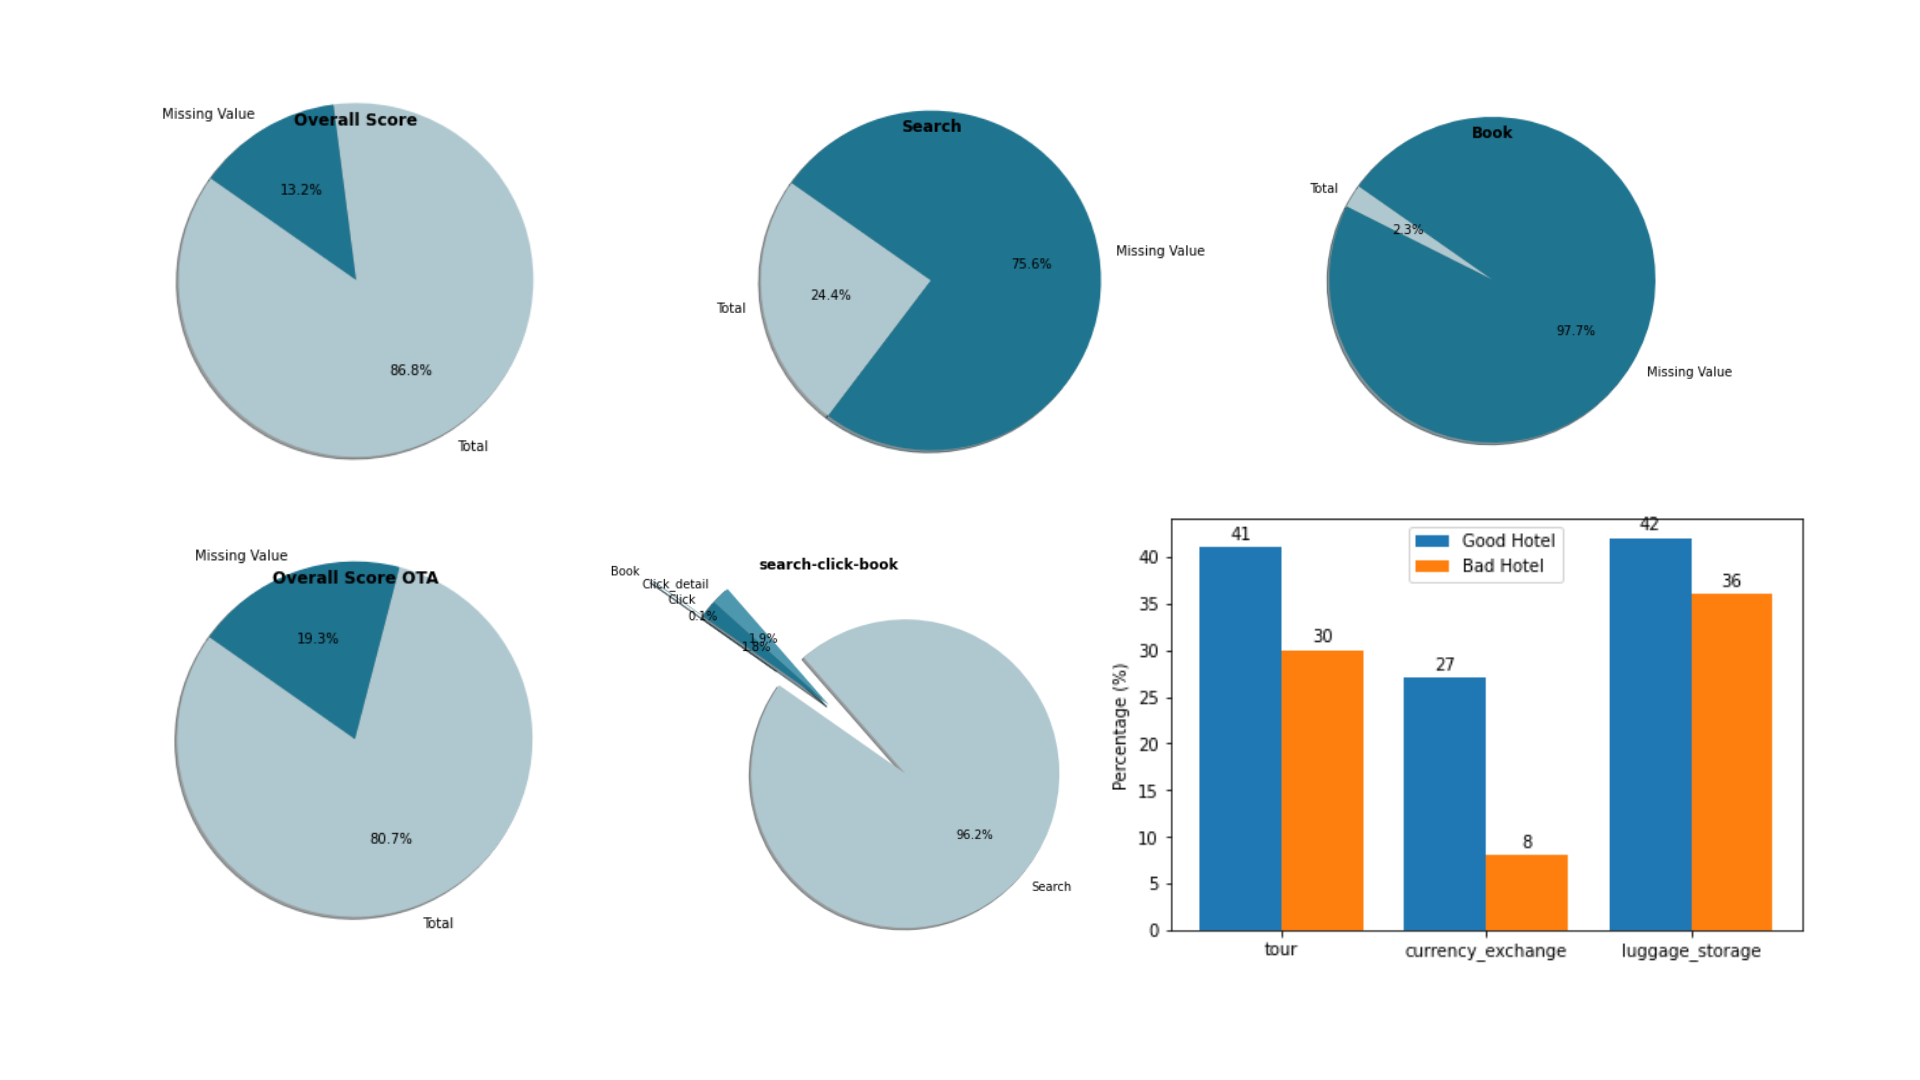 Missing Value
Overall Score
13.2%
86.8%
Total
Search
75.6%
Missing Value
24.4%
Total
Book
Total
2.3%
97.7%
Missing Value
Missing Value
Overall Score OTA
19.3%
80.7%
Total
search-click-book
Book
Click_detail
Click
0.1%
1.9%
1.8%
96.2%
Search
Good Hotel
Bad Hotel
Percentage (%)
40
35
30
25
20
15
10
5
0
41
30
27
8
42
36
tour
currency_exchange
luggage_storage